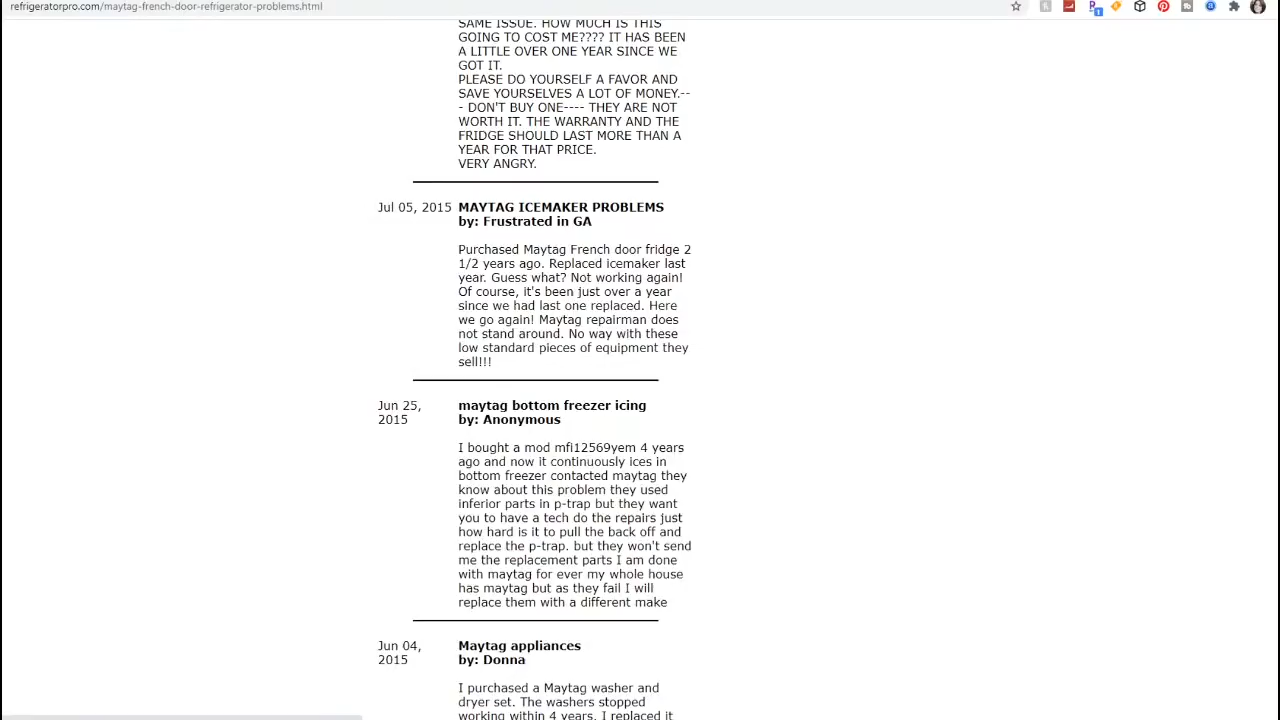 refrigeratorpro.com/maytag-french-door-refrigerator-problems.html
SAME ISSUE. HOW MUCH IS THIS
GOING TO COST ME???? IT HAS BEEN
A LITTLE OVER ONE YEAR SINCE WE
GOT IT.
PLEASE DO YOURSELF A FAVOR AND
SAVE YOURSELVES A LOT OF MONEY.--
- DON'T BUY ONE---- THEY ARE NOT
WORTH IT. THE WARRANTY AND THE
FRIDGE SHOULD LAST MORE THAN A
YEAR FOR THAT PRICE.
VERY ANGRY.
Jul 05, 2015 MAYTAG ICEMAKER PROBLEMS
by: Frustrated in GA
Purchased Maytag French door fridge 2
1/2 years ago. Replaced icemaker last
year. Guess what? Not working again!
Of course, it's been just over a year
since we had last one replaced. Here
we go again! Maytag repairman does
not stand around. No way with these
low standard pieces of equipment they
sell!!!
Jun 25, maytag bottom freezer icing
2015 by: Anonymous
I bought a mod mfi12569yem 4 years
ago and now it continuously ices in
bottom freezer contacted maytag they
know about this problem they used
inferior parts in p-trap but they want
you to have a tech do the repairs just
how hard is it to pull the back off and
replace the p-trap. but they won't send
me the replacement parts I am done
with maytag for ever my whole house
has maytag but as they fail I will
replace them with a different make
Jun 04, Maytag appliances
2015 by: Donna
I purchased a Maytag washer and
dryer set. The washers stopped
working within 4 years. I replaced it